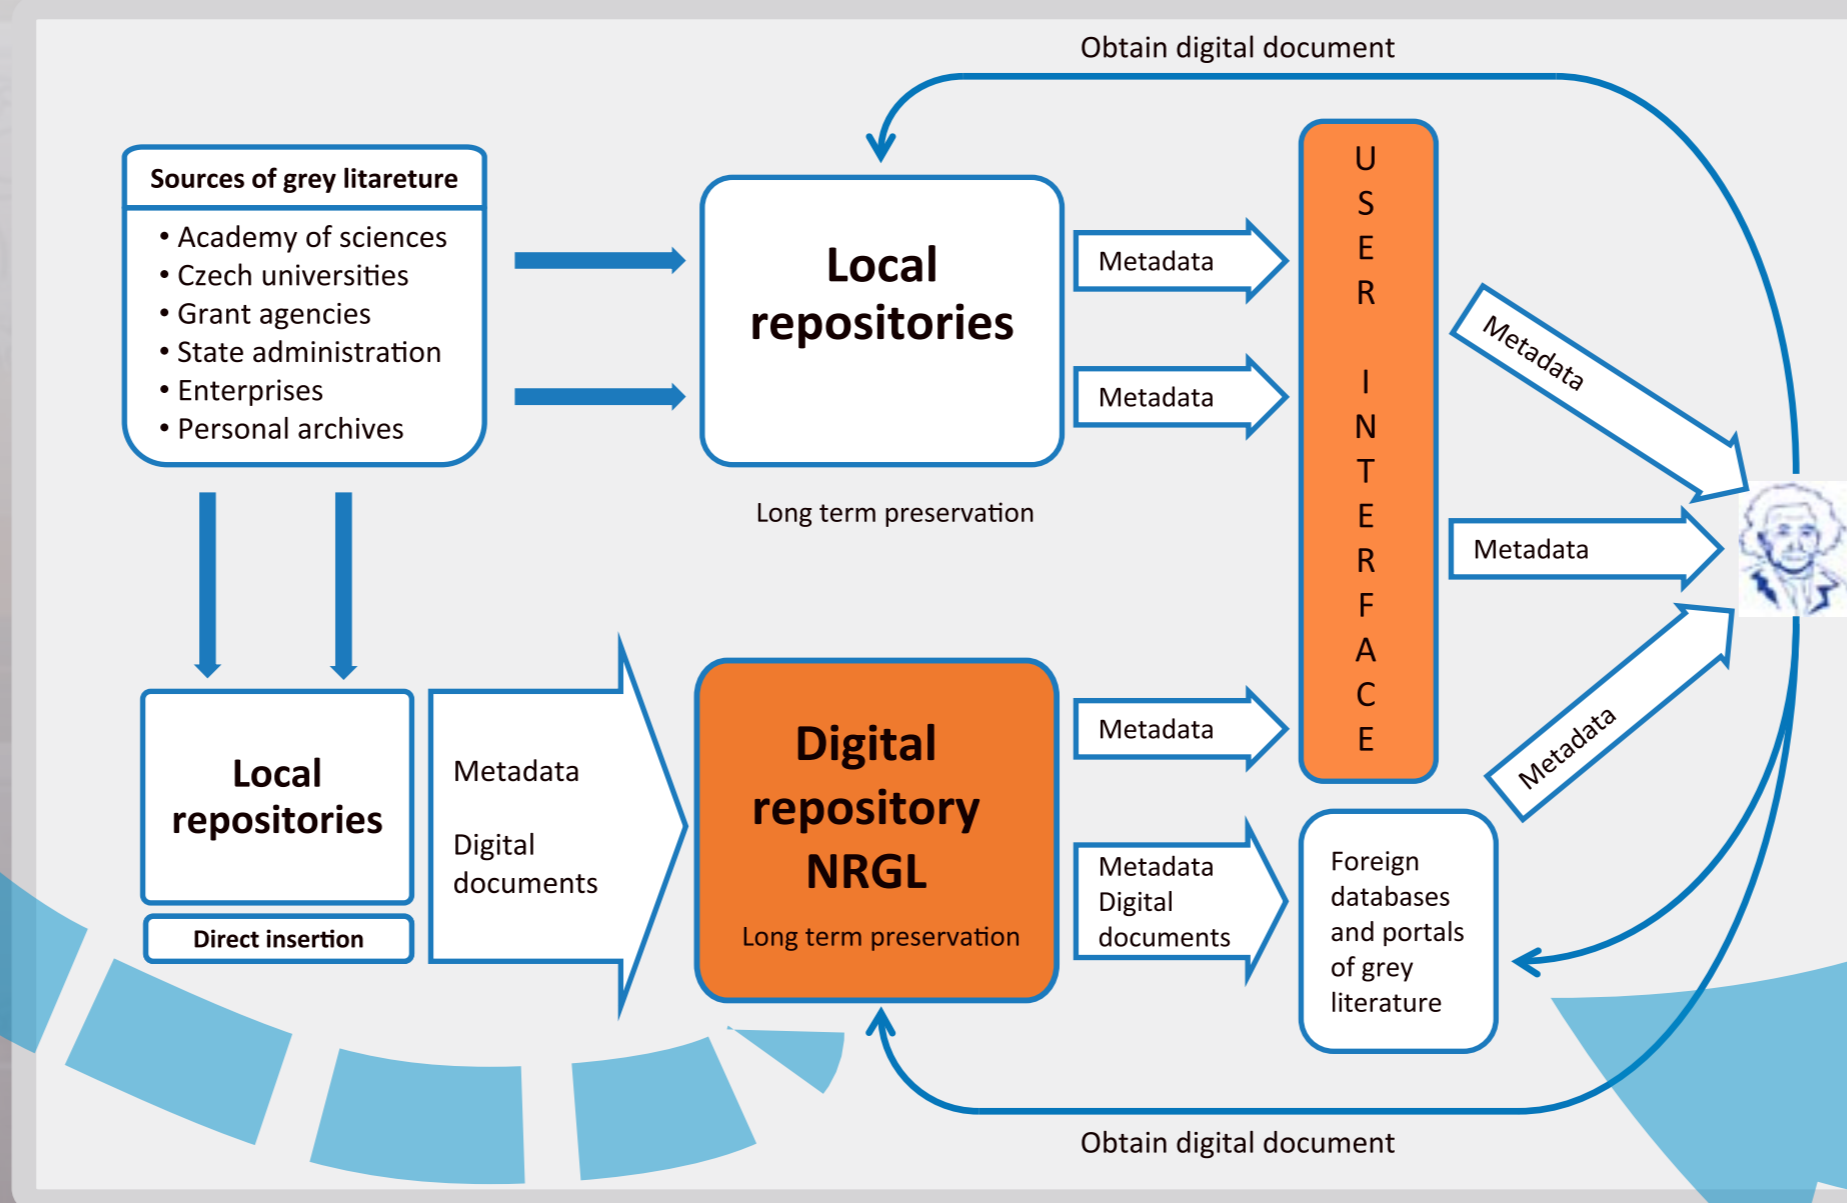 Obtain digital document
Sources of grey litareture
• Academy of sciences
• Czech universities
• Grant agencies
• State administration
• Enterprises
• Personal archives
Local
repositories
Long term preservation
Metadata
Metadata
USER INTERFACE
Metadata
Metadata
Metadata
Local
repositories
Direct insertion
Metadata
Digital
documents
Digital
repository
NRGL
Long term preservation
Metadata
Metadata
Digital
documents
Foreign
databases
and portals
of grey
literature
Obtain digital document